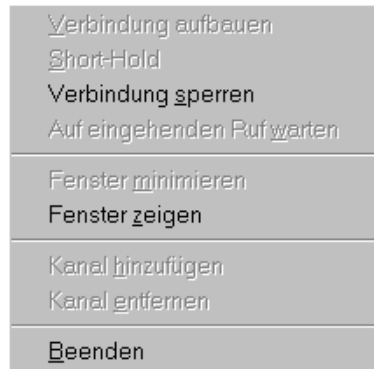 Verbindung aufbauen
Short-Hold
Verbindung sperren
Auf eingehenden Ruf warten
Fenster minimieren
Fenster zeigen
Kanal hinzufügen
Kanal entfernen
Beenden